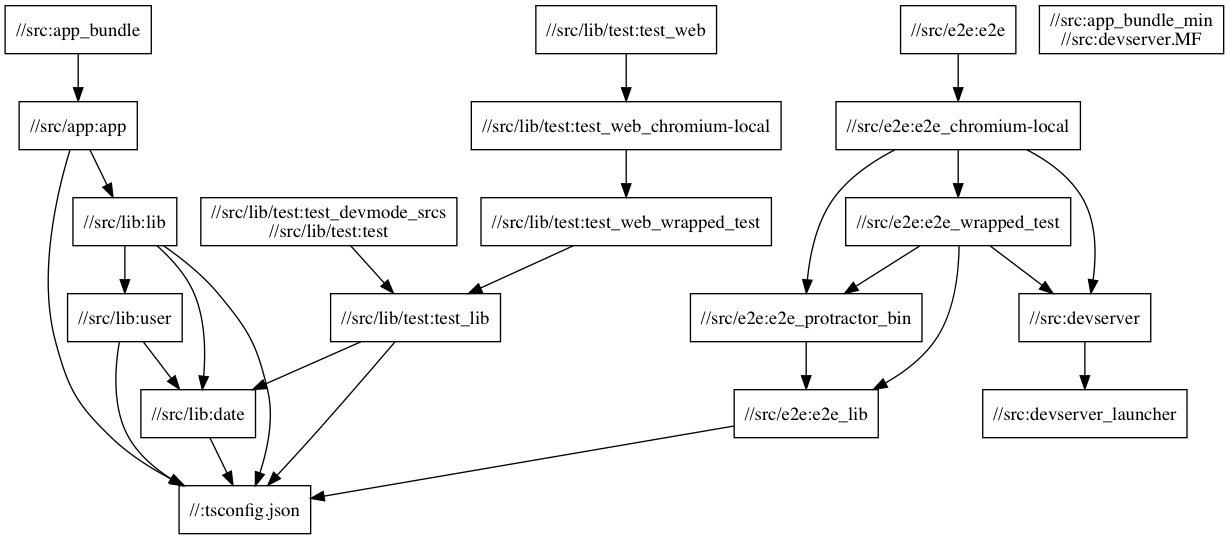 //src:app_bundle
//src/lib/test:test_web
//src/e2e:e2e
//src:app_bundle_min
//src:devserver.MF
//src/app:app
//src/lib/test:test_web_chromium-local
//src/e2e:e2e_chromium-local
//src/lib:lib
//src/lib/test:test_devmode_srcs
//src/lib/test:test
//src/lib/test:test_web_wrapped_test
//src/e2e:e2e_wrapped_test
//src/lib:user
//src/lib/test:test_lib
//src/e2e:e2e_protractor_bin
//src:devserver
//src/lib:date
//src/e2e:e2e_lib
//src:devserver_launcher
//:tsconfig.json